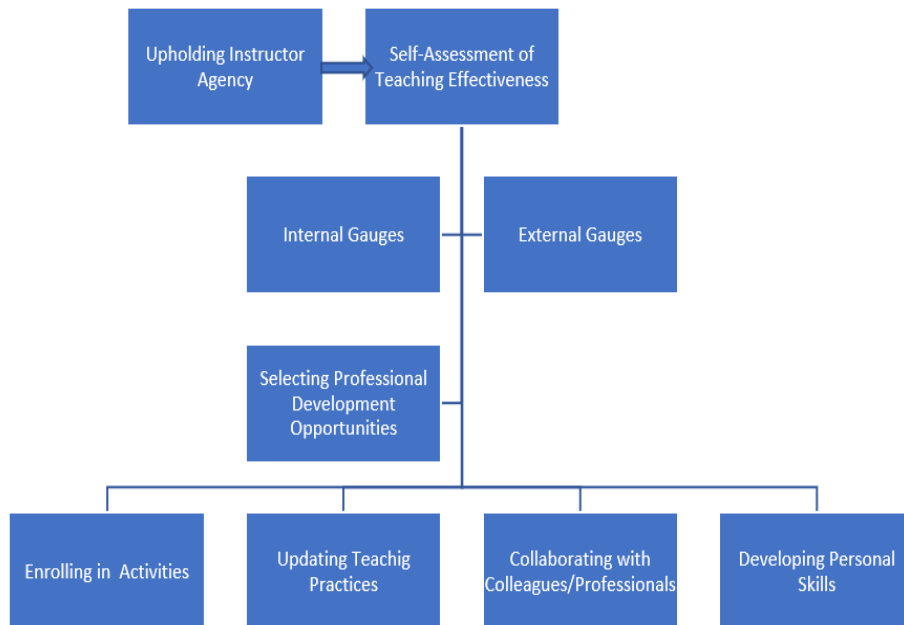 Upholding Instructor
Agency
Self-Assessment of
Teaching Effectiveness
Internal Gauges
External Gauges
Selecting Professional
Development
Opportunities
Enrolling in Activities
Updating Teachig
Practices
Collaborating with
Colleagues/Professionals
Developing Personal
Skills